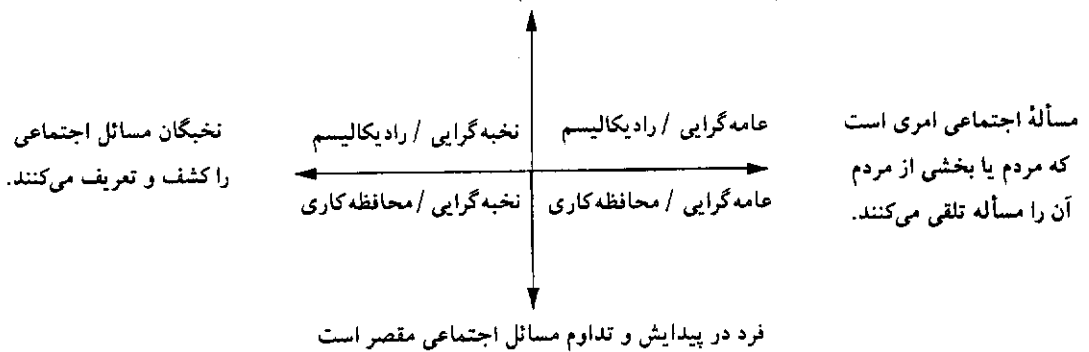 مسألهٔ اجتماعی امری است
که مردم یا بخشی از مردم
آن را مسأله تلقی می‌کنند.
عامه‌گرایی / رادیکالیسم
نخبه‌گرایی / رادیکالیسم
عامه‌گرایی / محافظه‌کاری
نخبه‌گرایی / محافظه‌کاری
نخبگان مسائل اجتماعی
را کشف و تعریف می‌کنند.
فرد در پیدایش و تداوم مسائل اجتماعی مقصر است